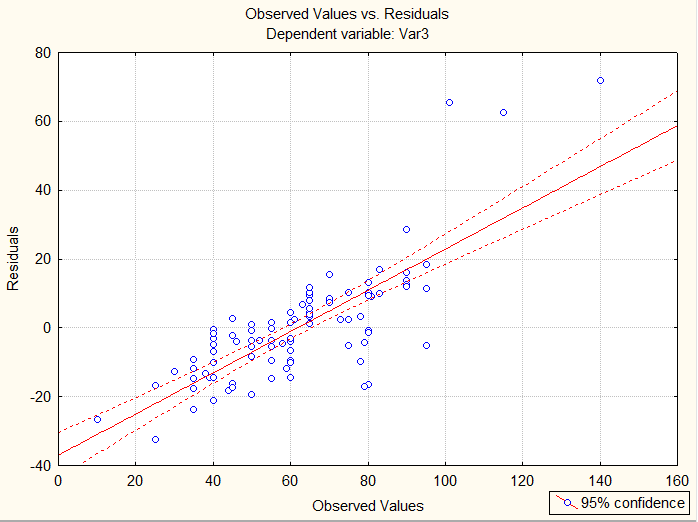 Observed Values vs. Residuals
Dependent variable: Var3
80
60
40
20
0
-20
-40
Residuals
0 20 40 60 80 100 120 140 160
Observed Values
95% confidence